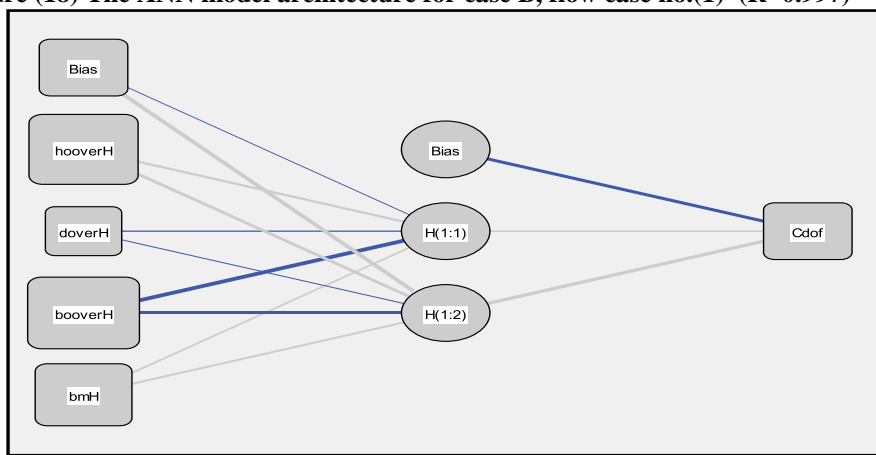 Bias
hooverH
doverH
booverH
bmH
Bias
H(1:1)
H(1:2)
Cdof